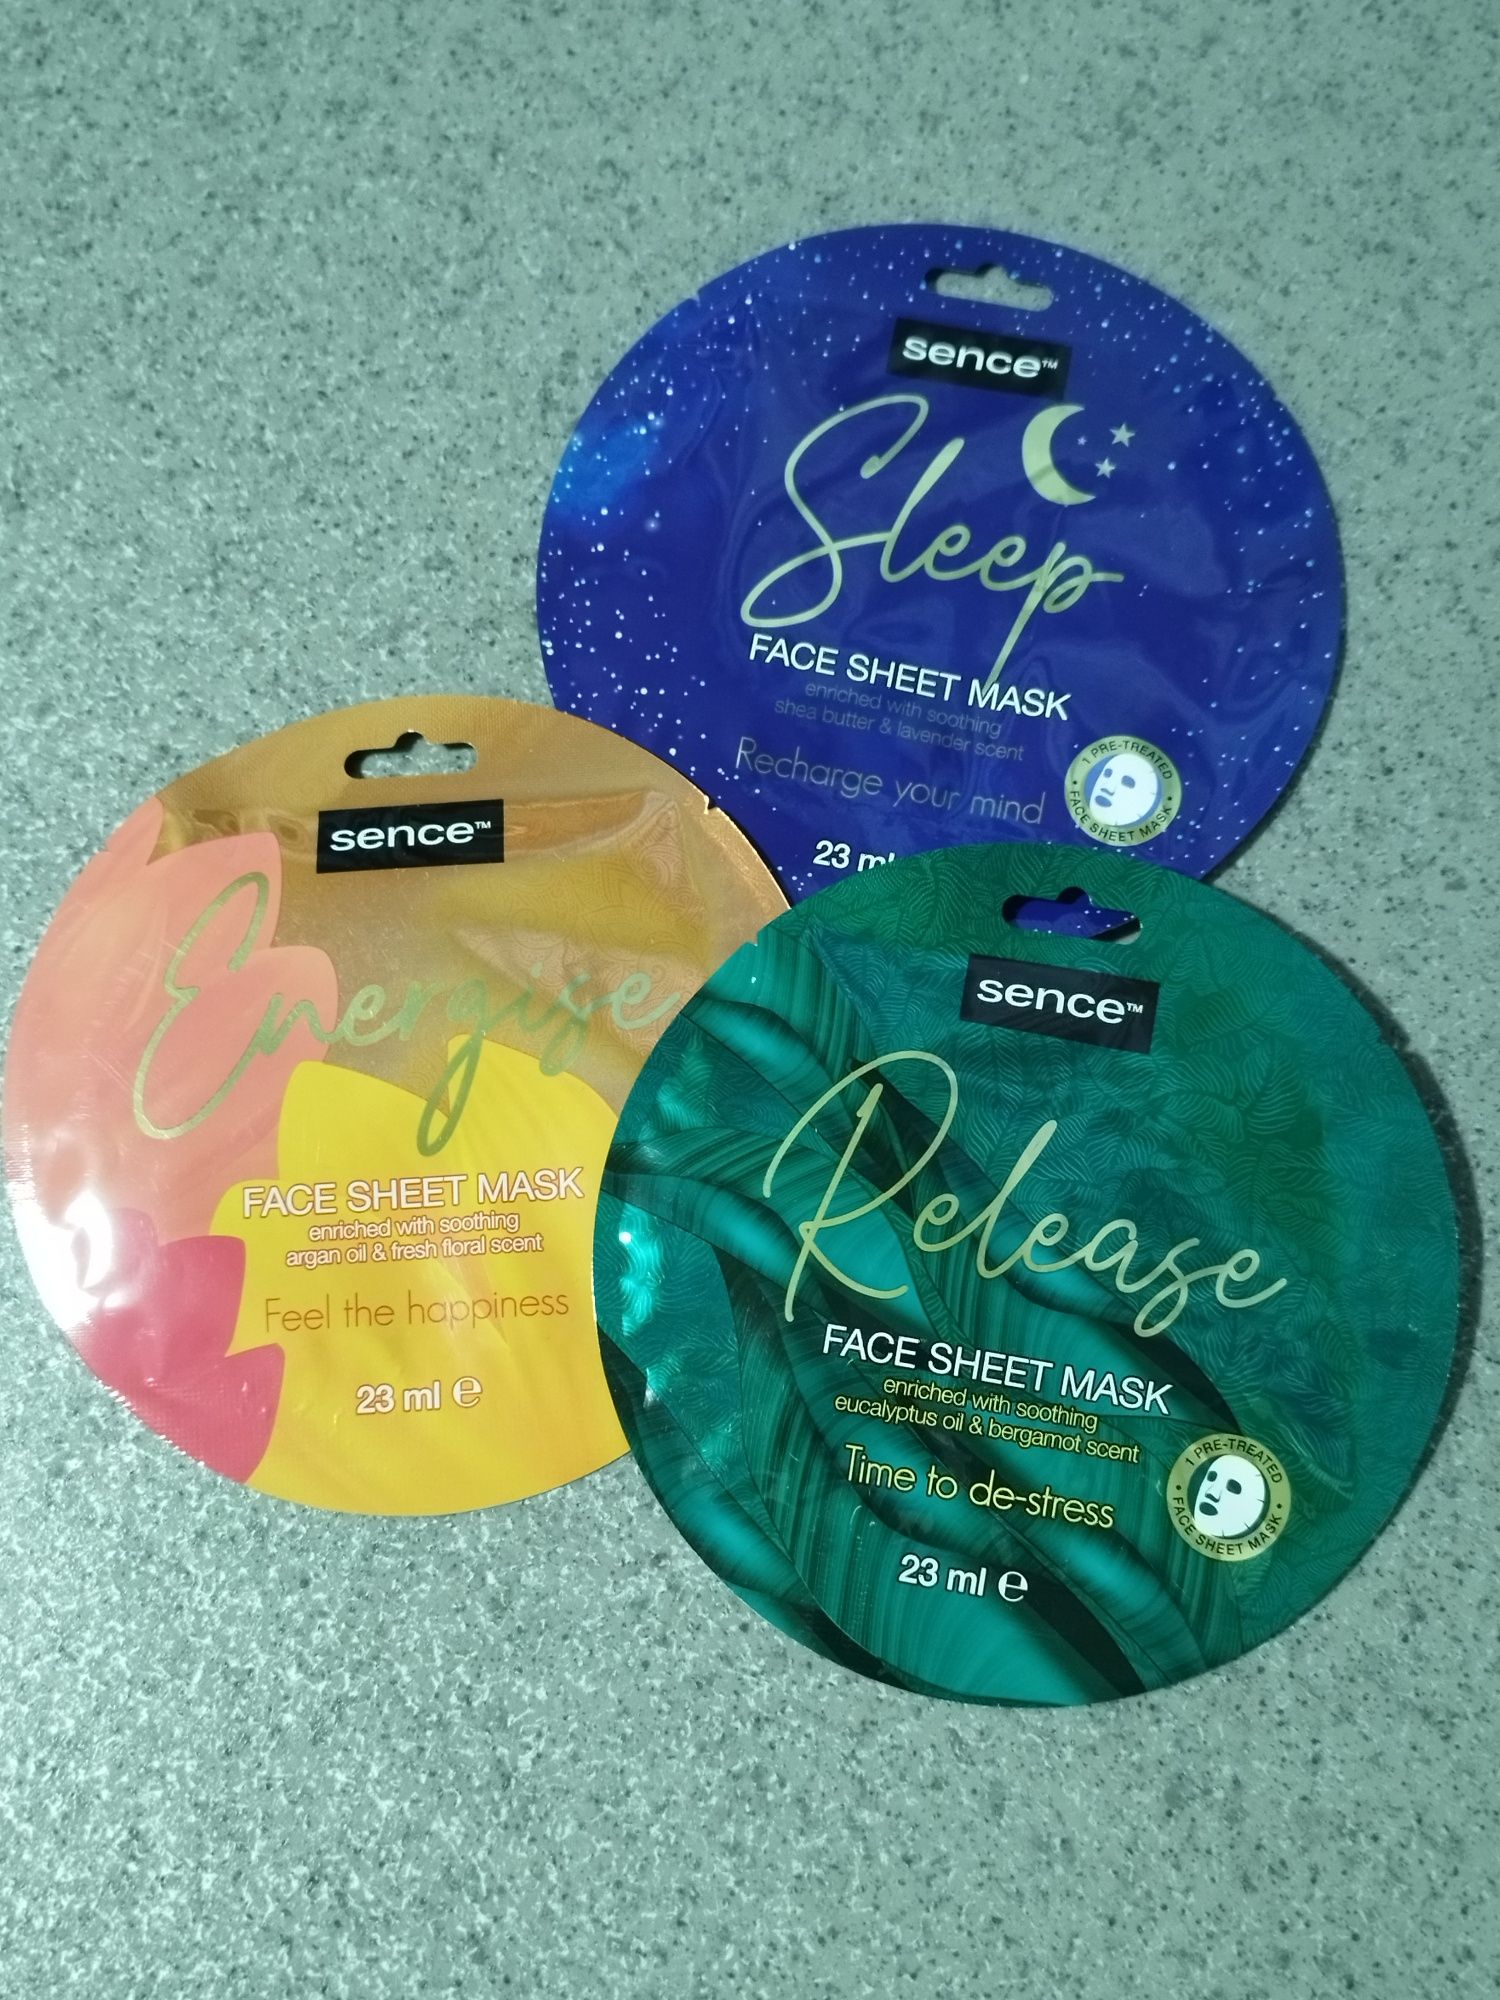 sence™
Sleep
FACE SHEET MASK
enriched with soothing
shea butter & lavender scent
Recharge your mind
1 PRE-TREATED
FACE SHEET MASK
23 ml
sence™
Energise
FACE SHEET MASK
enriched with soothing
argan oil & fresh floral scent
Feel the happiness
23 ml ℮
sence™
Release
FACE SHEET MASK
enriched with soothing
eucalyptus oil & bergamot scent
Time to de-stress
1 PRE-TREATED
FACE SHEET MASK
23 ml ℮